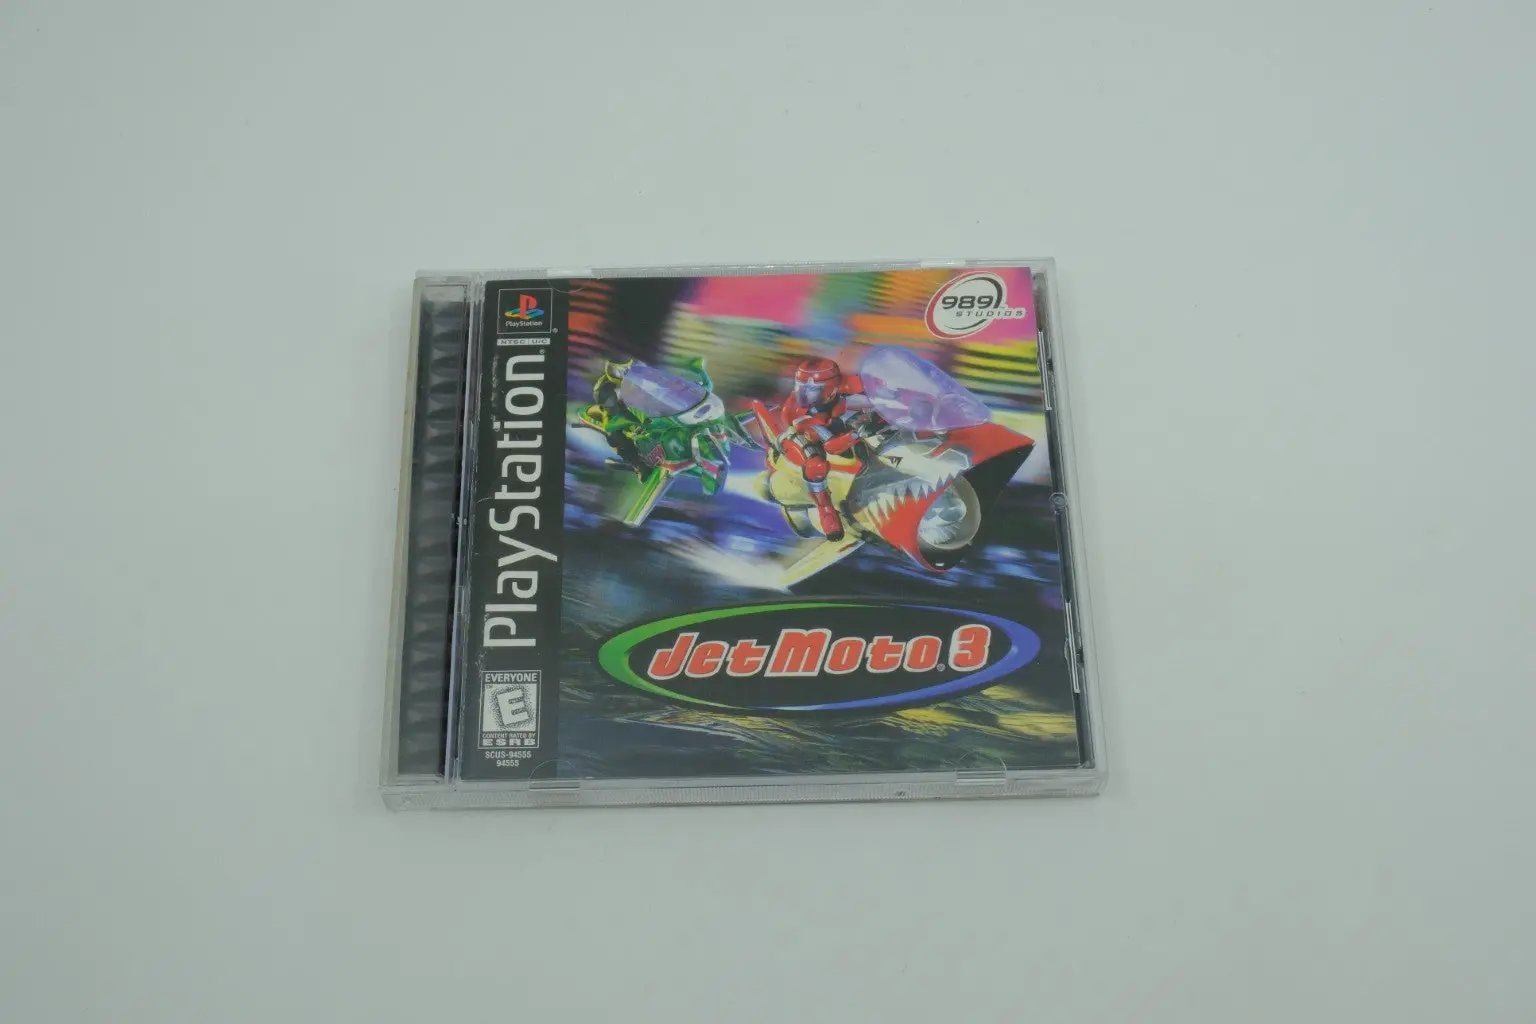 PlayStation
NTSC U/C
PlayStation
989
STUDIOS
Jet Moto 3
EVERYONE
E
CONTENT RATED BY
ESRB
SCUS-94555
94555